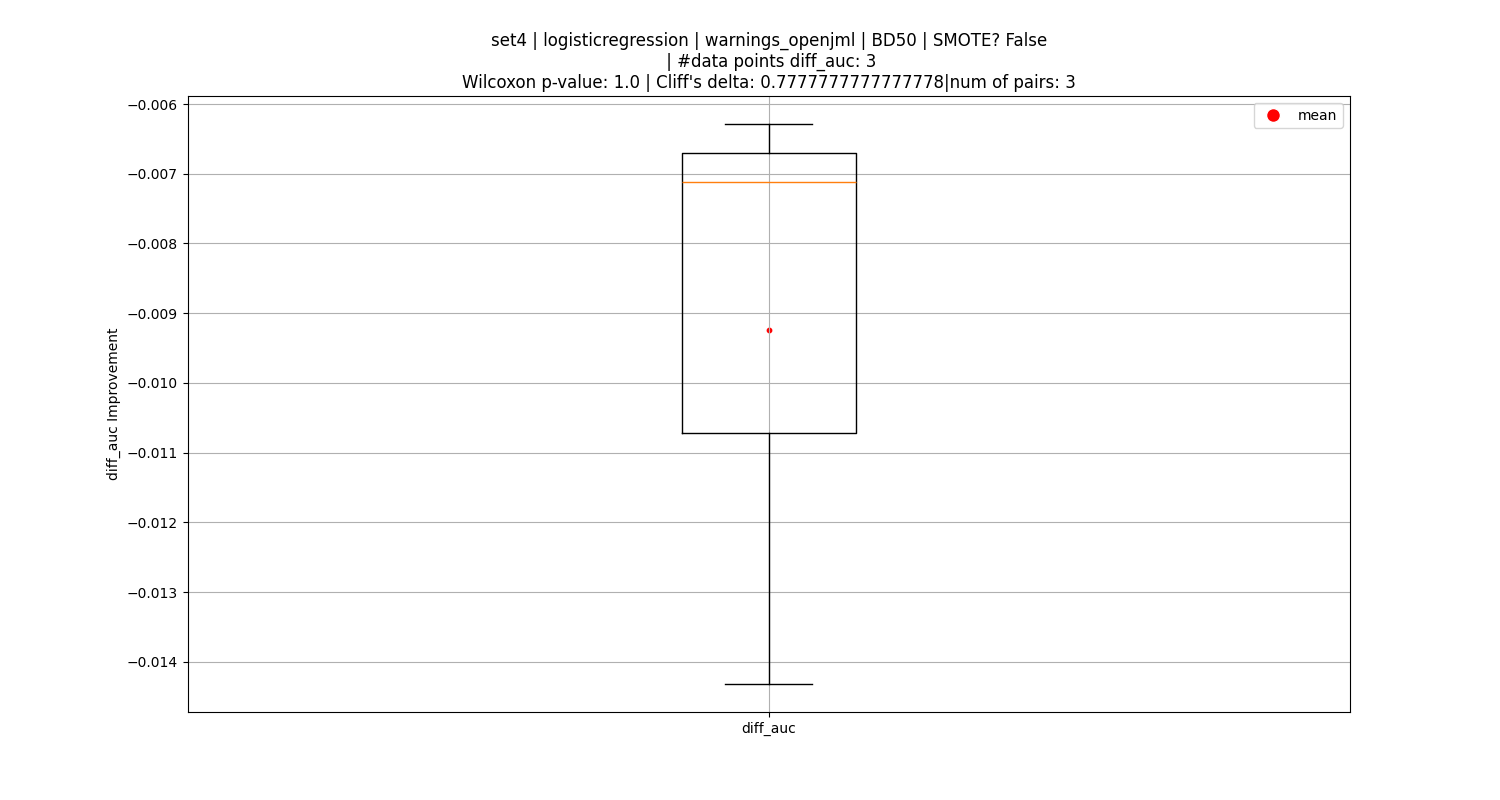 set4 | logisticregression | warnings_openjml | BD50 | SMOTE? False
| #data points diff_auc: 3
Wilcoxon p-value: 1.0 | Cliff's delta: 0.7777777777777778|num of pairs: 3
mean
−0.006
−0.007
−0.008
−0.009
−0.010
−0.011
−0.012
−0.013
−0.014
diff_auc Improvement
diff_auc